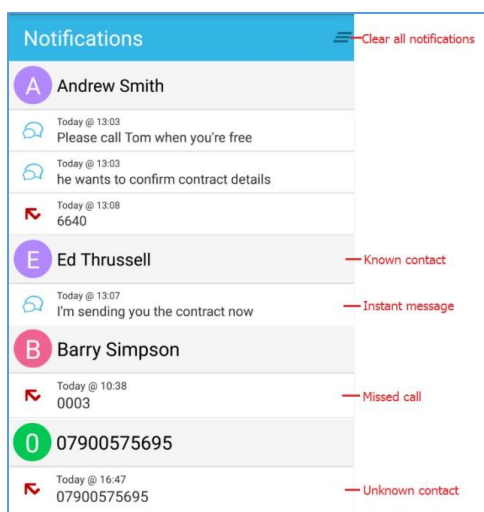 Notifications
Clear all notifications
A Andrew Smith
Today @ 13:03
Please call Tom when you're free
Today @ 13:03
he wants to confirm contract details
Today @ 13:08
6640
E Ed Thrussell
Known contact
Today @ 13:07
I'm sending you the contract now
Instant message
B Barry Simpson
Today @ 10:38
0003
Missed call
0 07900575695
Today @ 16:47
07900575695
Unknown contact